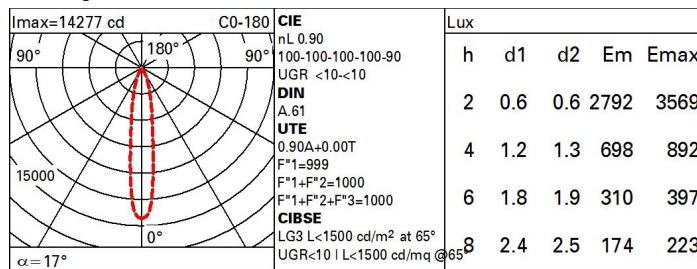 Imax=14277 cd C0-180
90° 180° 90°
15000
0°
α=17°
CIE
nL 0.90
100-100-100-100-90
UGR <10-<10
DIN
A.61
UTE
0.90A+0.00T
F"1=999
F"1+F"2=1000
F"1+F"2+F"3=1000
CIBSE
LG3 L<1500 cd/m² at 65°
UGR<10 | L<1500 cd/mq @65°
Lux
h d1 d2 Em Emax
2 0.6 0.6 2792 3569
4 1.2 1.3 698 892
6 1.8 1.9 310 397
8 2.4 2.5 174 223